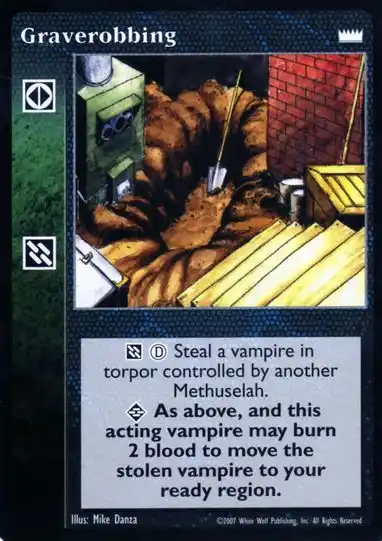 Graverobbing
D Steal a vampire in
torpor controlled by another
Methuselah.
As above, and this
acting vampire may burn
2 blood to move the
stolen vampire to your
ready region.
Illus: Mike Danza
©2007 White Wolf Publishing, Inc. All Rights Reserved